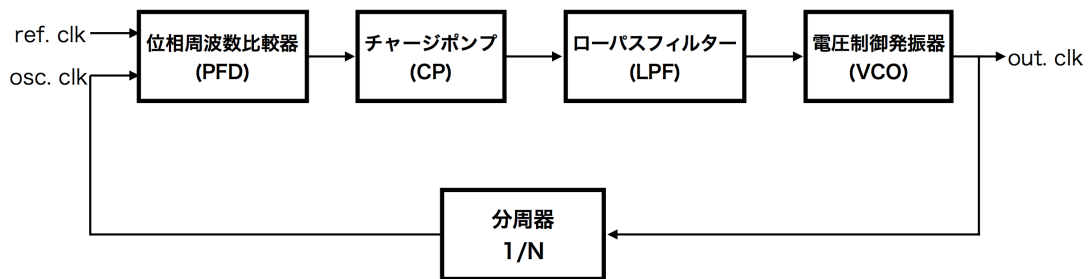 ref. clk
osc. clk
位相周波数比較器
(PFD)
チャージポンプ
(CP)
ローパスフィルター
(LPF)
電圧制御発振器
(VCO)
out. clk
分周器
1/N